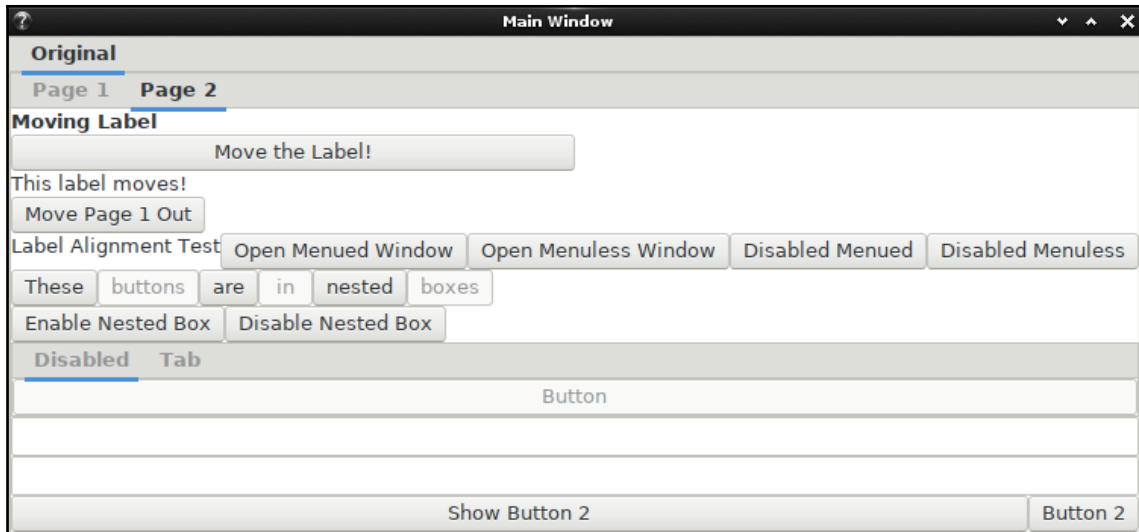 Main Window
Original
Page 1 Page 2
Moving Label
Move the Label!
This label moves!
Move Page 1 Out
Label Alignment Test Open Menued Window Open Menuless Window Disabled Menued Disabled Menuless
These buttons are in nested boxes
Enable Nested Box Disable Nested Box
Disabled Tab
Button
Show Button 2 Button 2